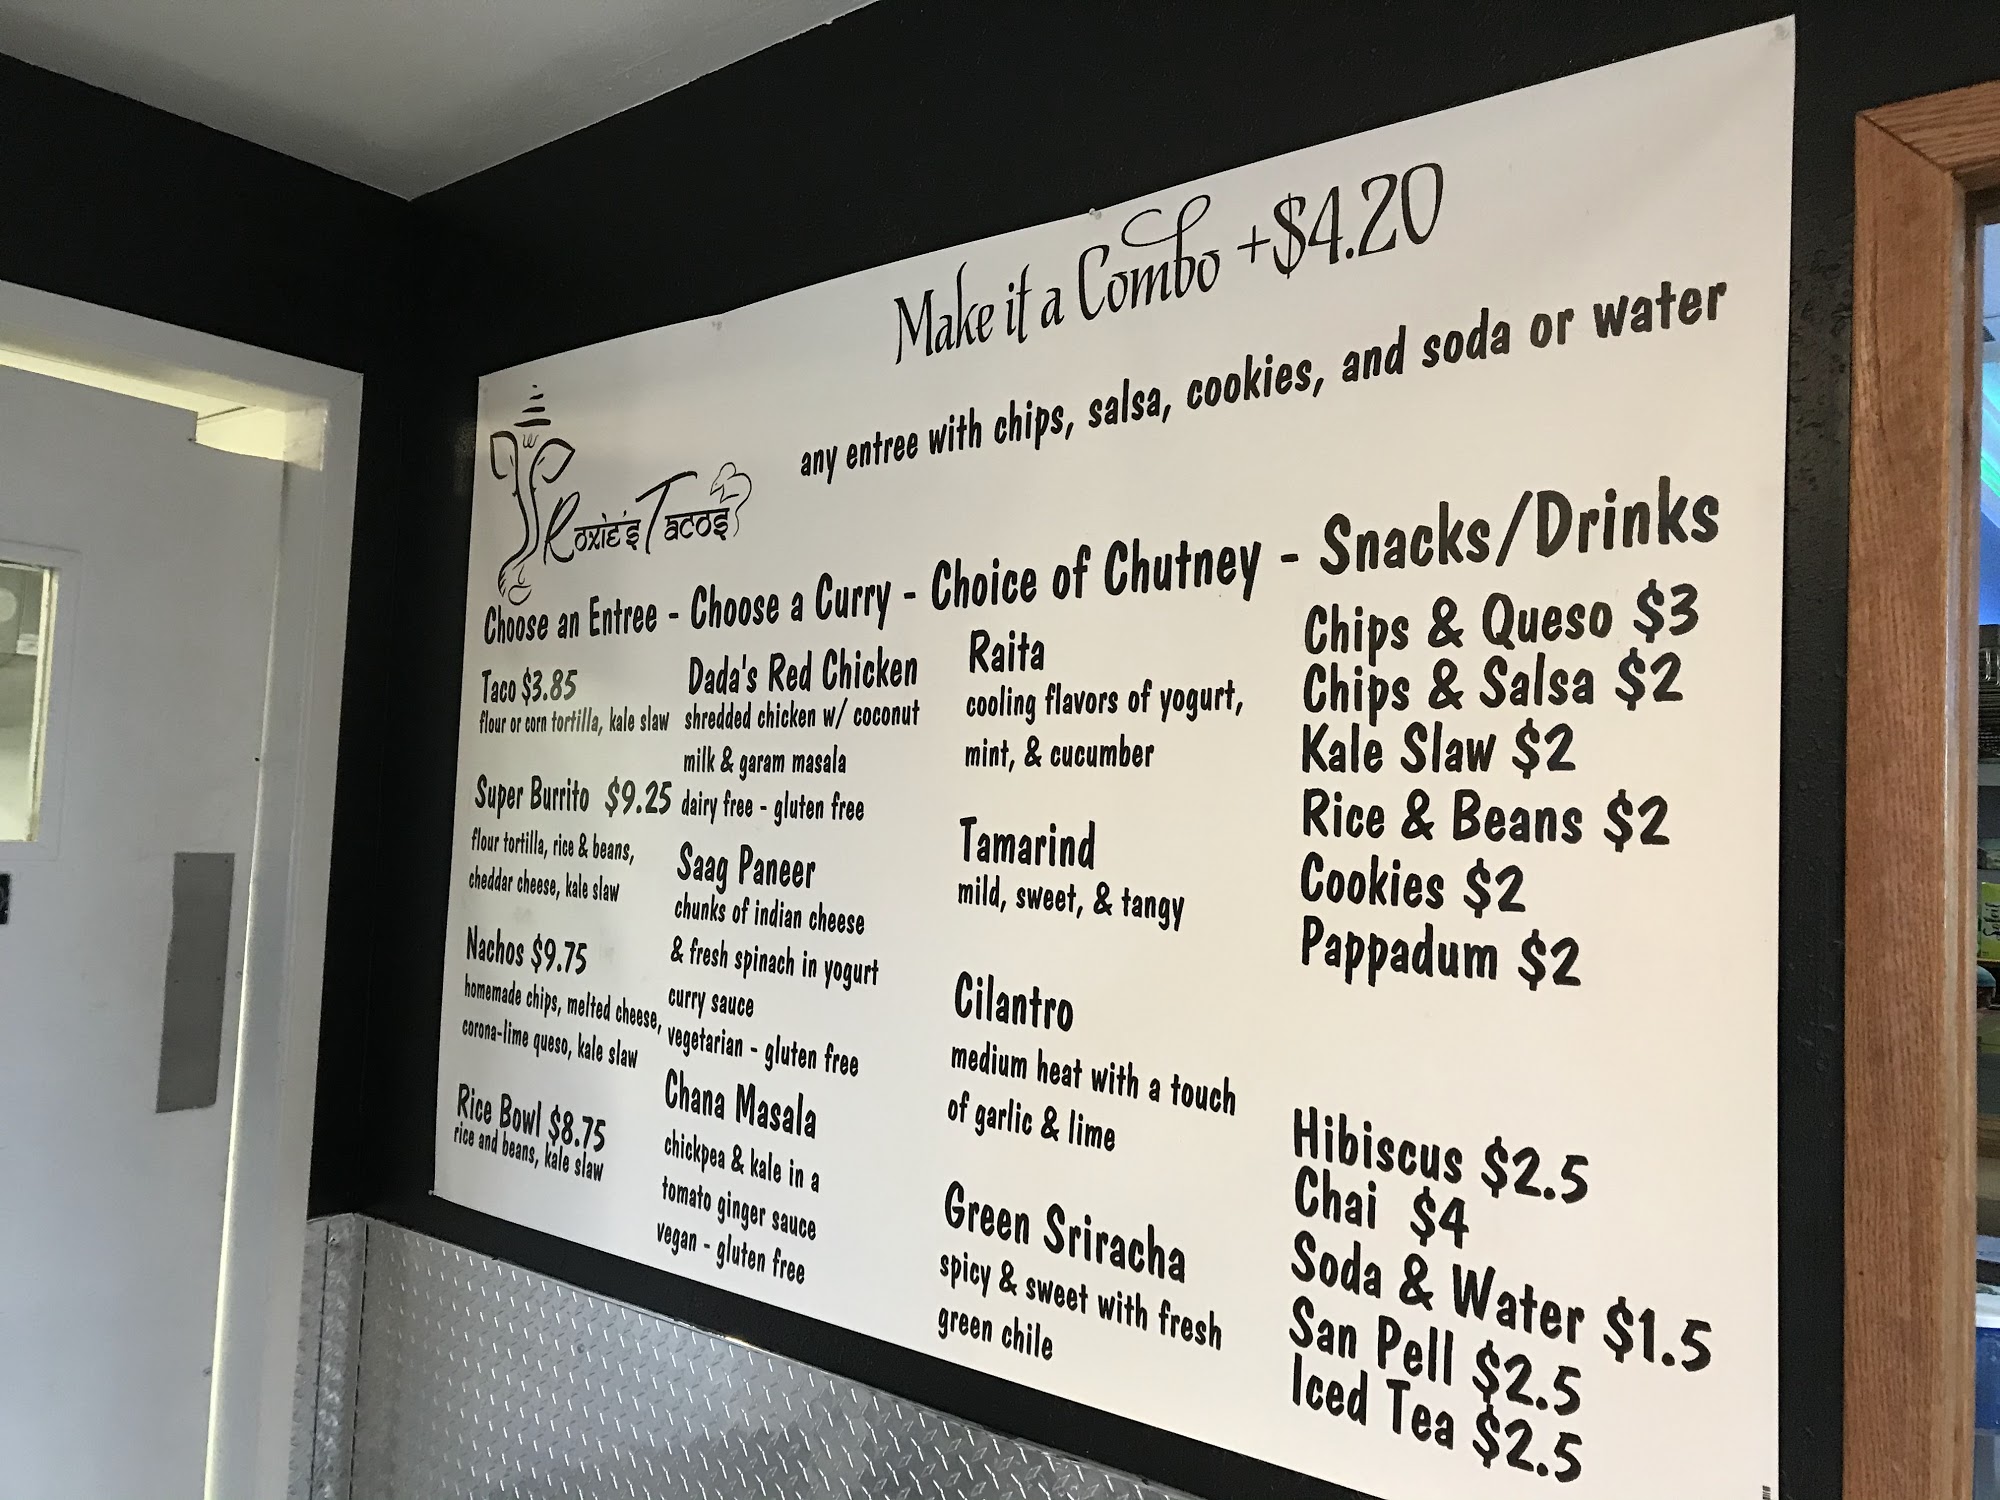 Make it a Combo +$4.20
any entree with chips, salsa, cookies, and soda or water
Roxie's Tacos
Choose an Entree - Choose a Curry - Choice of Chutney - Snacks/Drinks
Taco $3.85
flour or corn tortilla, kale slaw
Super Burrito $9.25
flour tortilla, rice & beans,
cheddar cheese, kale slaw
Nachos $9.75
homemade chips, melted cheese,
corona-lime queso, kale slaw
Rice Bowl $8.75
rice and beans, kale slaw
Dada's Red Chicken
shredded chicken w/ coconut
milk & garam masala
dairy free - gluten free
Saag Paneer
chunks of indian cheese
& fresh spinach in yogurt
curry sauce
vegetarian - gluten free
Chana Masala
chickpea & kale in a
tomato ginger sauce
vegan - gluten free
Raita
cooling flavors of yogurt,
mint, & cucumber
Tamarind
mild, sweet, & tangy
Cilantro
medium heat with a touch
of garlic & lime
Green Sriracha
spicy & sweet with fresh
green chile
Chips & Queso $3
Chips & Salsa $2
Kale Slaw $2
Rice & Beans $2
Cookies $2
Pappadum $2
Hibiscus $2.5
Chai $4
Soda & Water $1.5
San Pell $2.5
Iced Tea $2.5